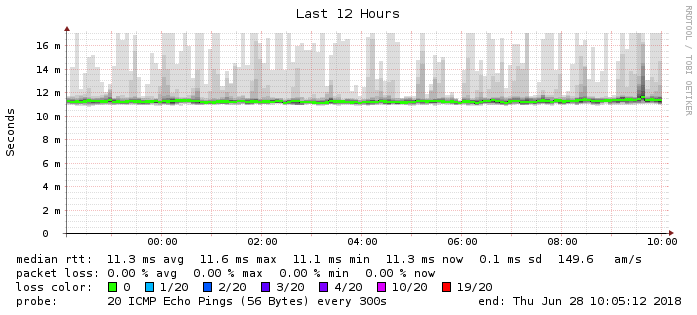 Last 12 Hours
RRDTOOL / TOBI OETIKER
Seconds
16 m
14 m
12 m
10 m
8 m
6 m
4 m
2 m
0
00:00 02:00 04:00 06:00 08:00 10:00
median rtt: 11.3 ms avg 11.6 ms max 11.1 ms min 11.3 ms now 0.1 ms sd 149.6 am/s
packet loss: 0.00 % avg 0.00 % max 0.00 % min 0.00 % now
loss color: 0 1/20 2/20 3/20 4/20 10/20 19/20
probe: 20 ICMP Echo Pings (56 Bytes) every 300s end: Thu Jun 28 10:05:12 2018